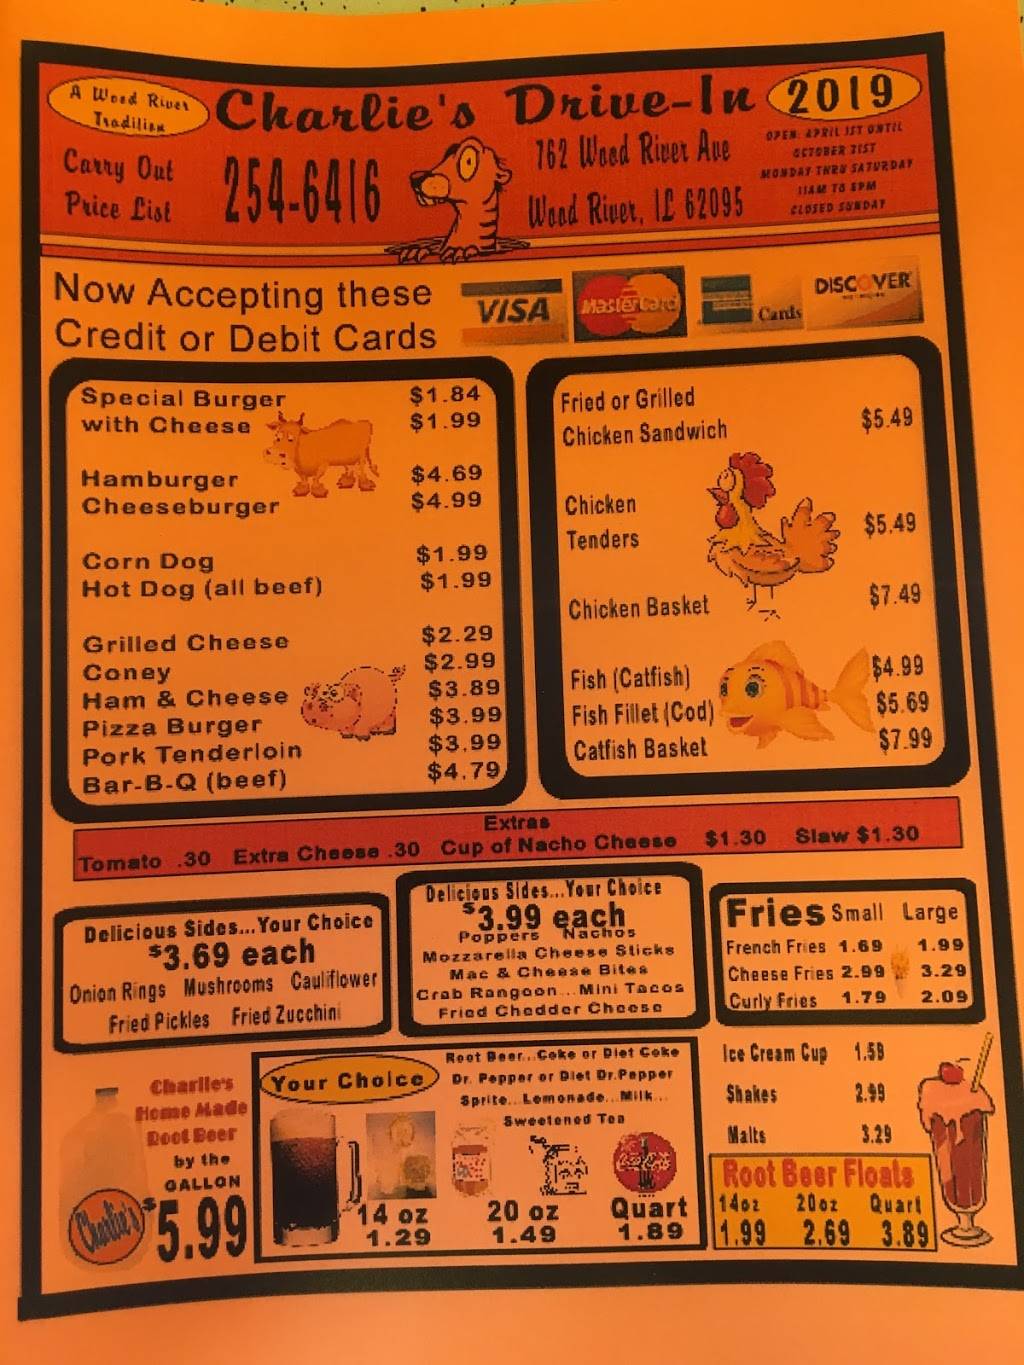 A Wood River
Tradition
Charlie's Drive-In
2019
Carry Out
Price List
254-6416
762 Wood River Ave
Wood River, IL 62095
OPEN: APRIL 1ST UNTIL
OCTOBER 31ST
MONDAY THRU SATURDAY
11AM TO 8PM
CLOSED SUNDAY
Now Accepting these
Credit or Debit Cards
VISA
MasterCard
Cards
DISCOVER
Special Burger $1.84
with Cheese $1.99
Hamburger $4.69
Cheeseburger $4.99
Corn Dog $1.99
Hot Dog (all beef) $1.99
Grilled Cheese $2.29
Coney $2.99
Ham & Cheese $3.89
Pizza Burger $3.99
Pork Tenderloin $3.99
Bar-B-Q (beef) $4.79
Fried or Grilled
Chicken Sandwich $5.49
Chicken
Tenders $5.49
Chicken Basket $7.49
Fish (Catfish) $4.99
Fish Fillet (Cod) $5.69
Catfish Basket $7.99
Extras
Tomato .30 Extra Cheese .30 Cup of Nacho Cheese $1.30 Slaw $1.30
Delicious Sides...Your Choice
$3.69 each
Onion Rings Mushrooms Cauliflower
Fried Pickles Fried Zucchini
Delicious Sides...Your Choice
$3.99 each
Poppers Nachos
Mozzarella Cheese Sticks
Mac & Cheese Bites
Crab Rangoon...Mini Tacos
Fried Cheddar Cheese
Fries Small Large
French Fries 1.69 1.99
Cheese Fries 2.99 3.29
Curly Fries 1.79 2.09
Charlie's
Home Made
Root Beer
by the
GALLON
$5.99
Charlie's
Your Choice
Root Beer...Coke or Diet Coke
Dr. Pepper or Diet Dr.Pepper
Sprite...Lemonade...Milk...
Sweetened Tea
Coca-Cola
14 oz 20 oz Quart
1.29 1.49 1.89
Ice Cream Cup 1.59
Shakes 2.99
Malts 3.29
Root Beer Floats
14oz 20oz Quart
1.99 2.69 3.89